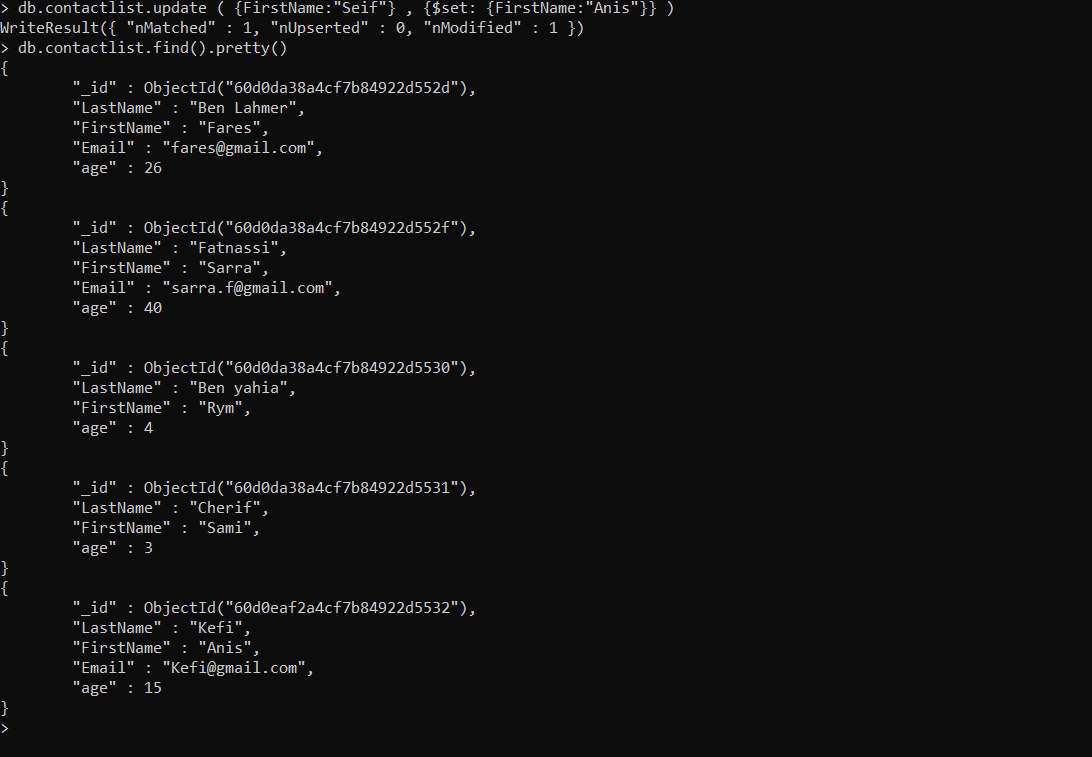 > db.contactlist.update ( {FirstName:"Seif"} , {$set: {FirstName:"Anis"}} )
WriteResult({ "nMatched" : 1, "nUpserted" : 0, "nModified" : 1 })
> db.contactlist.find().pretty()
{
        "_id" : ObjectId("60d0da38a4cf7b84922d552d"),
        "LastName" : "Ben Lahmer",
        "FirstName" : "Fares",
        "Email" : "fares@gmail.com",
        "age" : 26
}
{
        "_id" : ObjectId("60d0da38a4cf7b84922d552f"),
        "LastName" : "Fatnassi",
        "FirstName" : "Sarra",
        "Email" : "sarra.f@gmail.com",
        "age" : 40
}
{
        "_id" : ObjectId("60d0da38a4cf7b84922d5530"),
        "LastName" : "Ben yahia",
        "FirstName" : "Rym",
        "age" : 4
}
{
        "_id" : ObjectId("60d0da38a4cf7b84922d5531"),
        "LastName" : "Cherif",
        "FirstName" : "Sami",
        "age" : 3
}
{
        "_id" : ObjectId("60d0eaf2a4cf7b84922d5532"),
        "LastName" : "Kefi",
        "FirstName" : "Anis",
        "Email" : "Kefi@gmail.com",
        "age" : 15
}
>